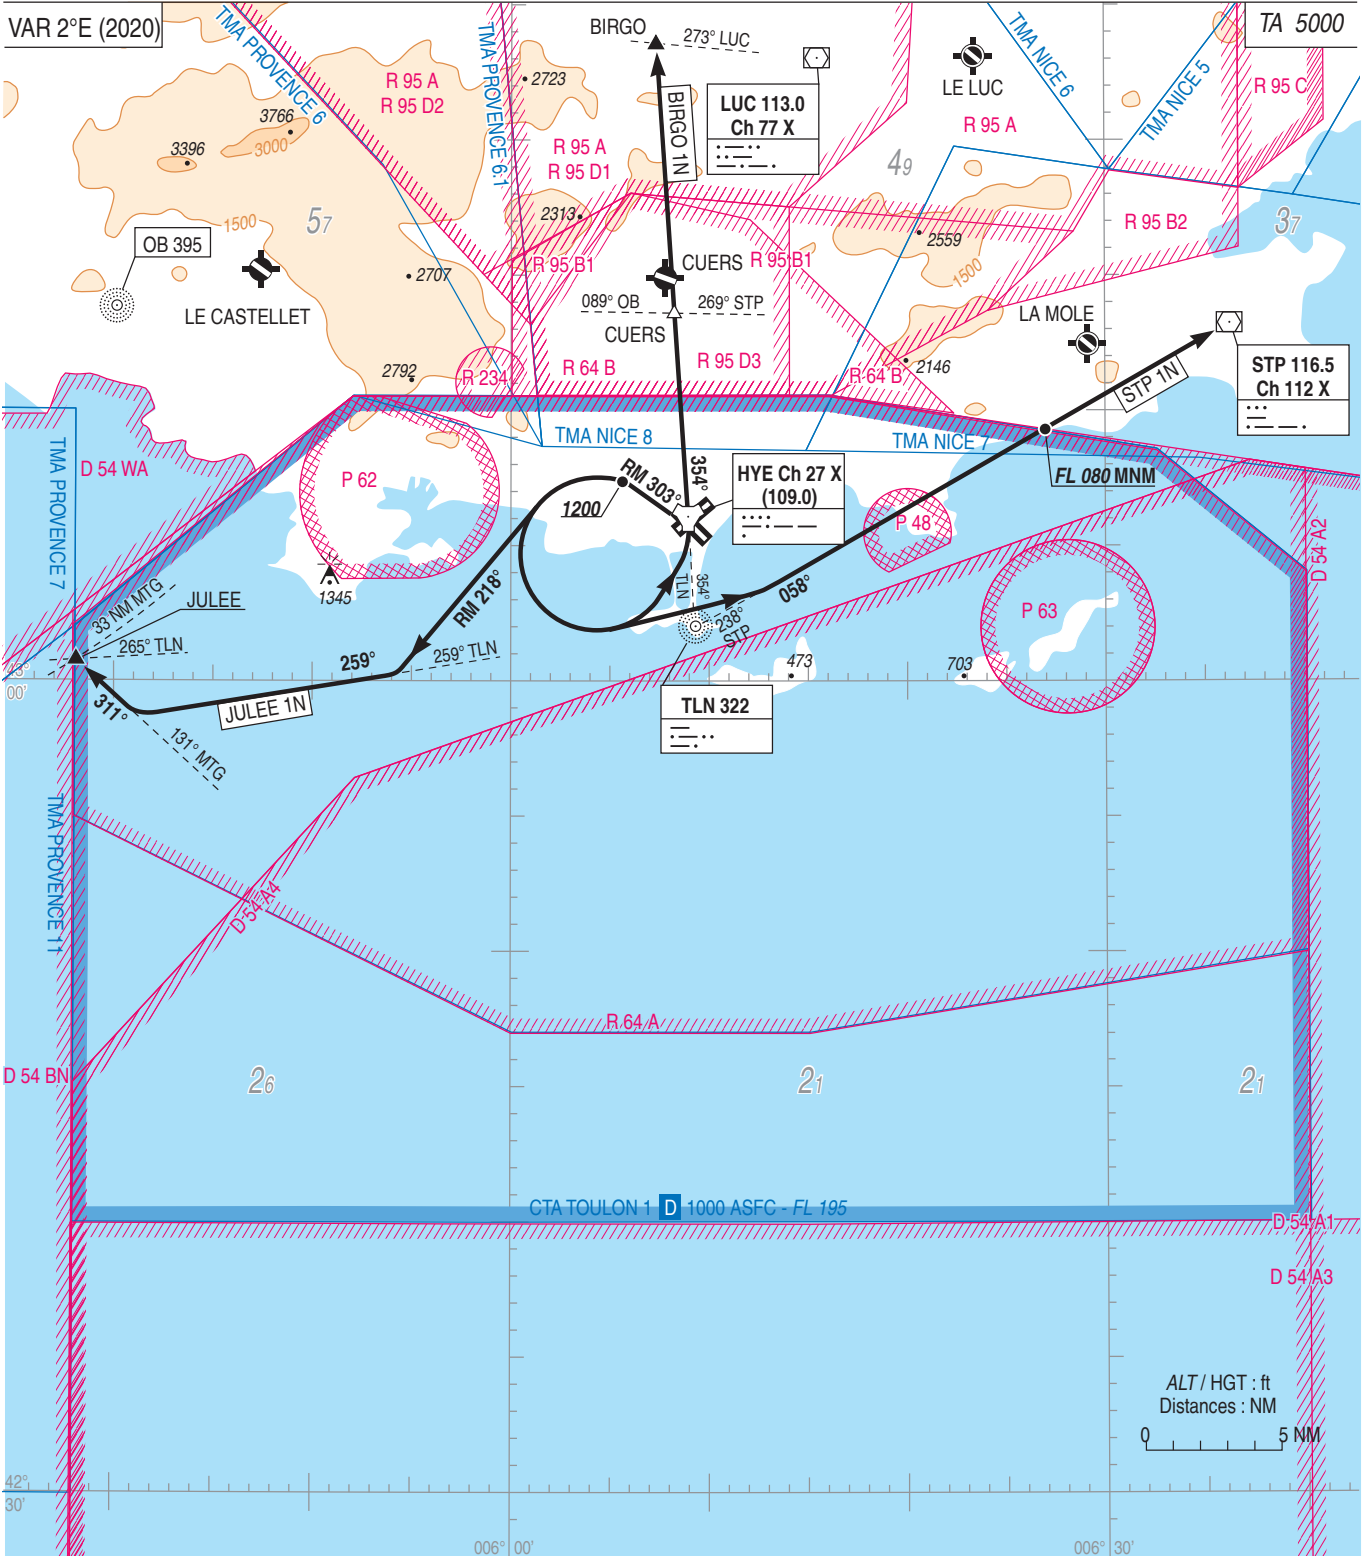 VAR 2°E (2020)
TA 5000
BIRGO
273° LUC
TMA PROVENCE 6
TMA PROVENCE 6.1
TMA NICE 6
TMA NICE 5
R 95 A
R 95 D2
2723
LE LUC
R 95 C
LUC 113.0
Ch 77 X
BIRGO 1N
3766
3000
3396
R 95 A
R 95 D1
R 95 A
49
57
1500
2313
2559
R 95 B2
37
OB 395
2707
R 95 B1
CUERS
R 95 B1
1500
LE CASTELLET
089° OB
269° STP
CUERS
LA MOLE
2792
R 234
R 64 B
R 95 D3
R 64 B
2146
STP 1N
STP 116.5
Ch 112 X
TMA NICE 8
TMA NICE 7
TMA PROVENCE 7
D 54 WA
P 62
RM 303°
354°
HYE Ch 27 X
(109.0)
FL 080 MNM
1200
P 48
D 54 A2
1345
RM 218°
354°
TLN
058°
238°
STP
P 63
33 NM MTG
JULEE
265° TLN
259°
259° TLN
473
703
43°
00'
311°
JULEE 1N
131° MTG
TLN 322
TMA PROVENCE 11
D 54 A4
R 64 A
D 54 BN
26
21
21
CTA TOULON 1 D 1000 ASFC - FL 195
D 54 A1
D 54 A3
ALT / HGT : ft
Distances : NM
0 5 NM
42°
30'
006° 00'
006° 30'